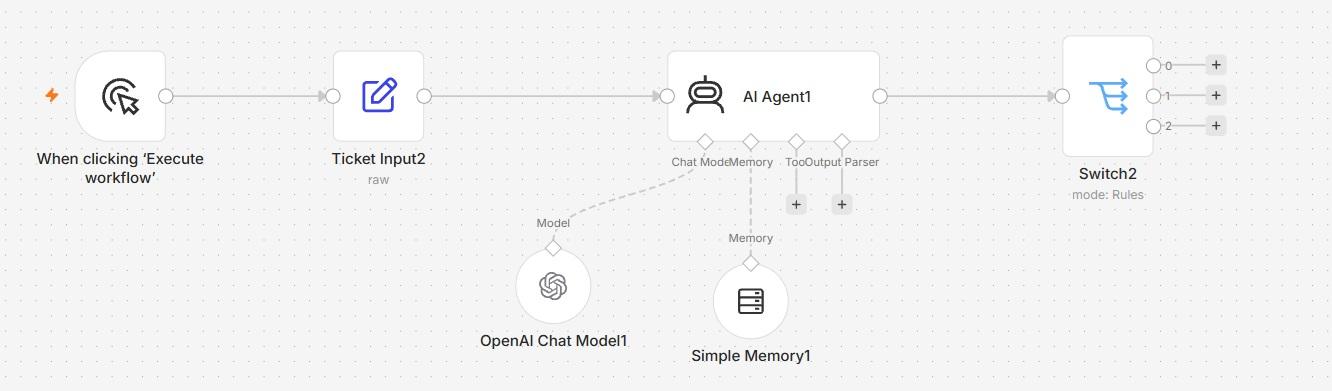 0
AI Agent1
1
2
Chat Mode
Memory
Too
Output Parser
When clicking ‘Execute
workflow’
Ticket Input2
raw
Switch2
mode: Rules
Model
Memory
OpenAI Chat Model1
Simple Memory1